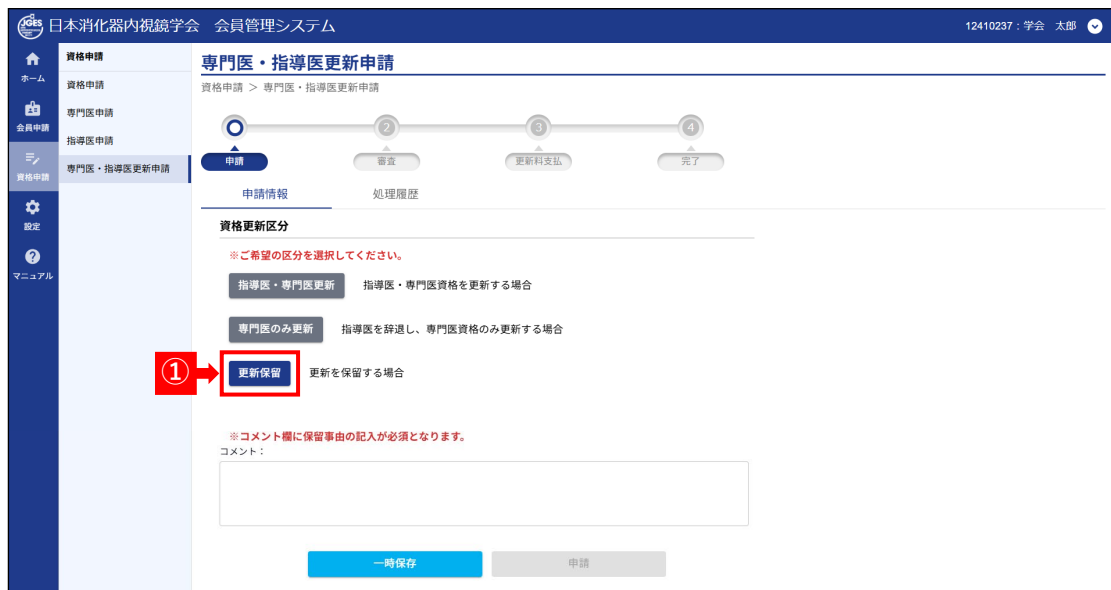 JGES 日本消化器内視鏡学会 会員管理システム
12410237：学会 太郎
ホーム
会員申請
資格申請
設定
マニュアル
資格申請
資格申請
専門医申請
指導医申請
専門医・指導医更新申請
専門医・指導医更新申請
資格申請 ＞ 専門医・指導医更新申請
2 3 4
申請 審査 更新料支払 完了
申請情報 処理履歴
資格更新区分
※ご希望の区分を選択してください。
指導医・専門医更新 指導医・専門医資格を更新する場合
専門医のみ更新 指導医を辞退し、専門医資格のみ更新する場合
① 更新保留 更新を保留する場合
※コメント欄に保留事由の記入が必須となります。
コメント：
一時保存 申請